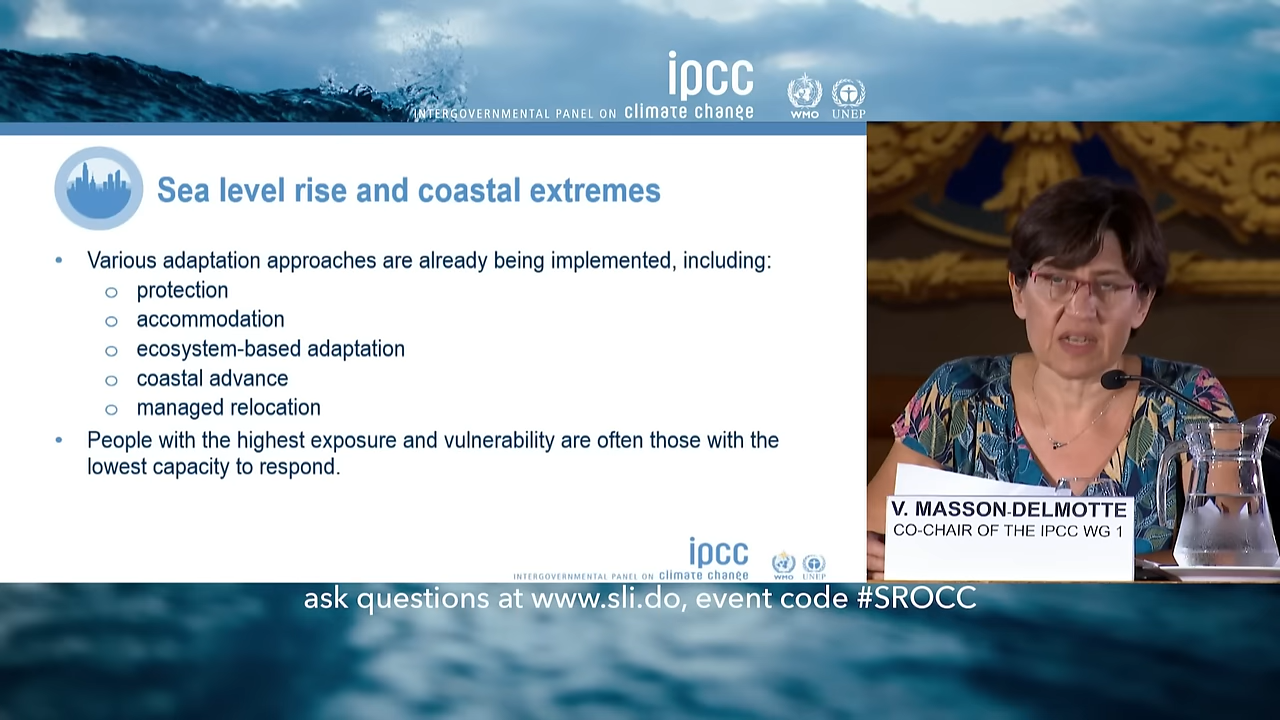 ipcc
INTERGOVERNMENTAL PANEL ON climate change
WMO UNEP
Sea level rise and coastal extremes
• Various adaptation approaches are already being implemented, including:
o protection
o accommodation
o ecosystem-based adaptation
o coastal advance
o managed relocation
• People with the highest exposure and vulnerability are often those with the
lowest capacity to respond.
ipcc
INTERGOVERNMENTAL PANEL ON climate change
WMO UNEP
V. MASSON-DELMOTTE
CO-CHAIR OF THE IPCC WG 1
ask questions at www.sli.do, event code #SROCC